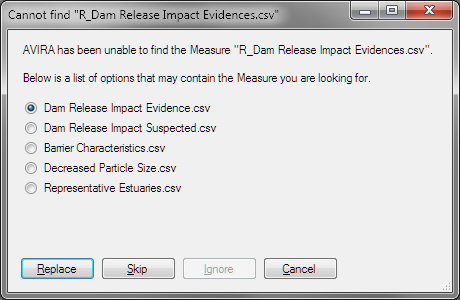 Cannot find "R_Dam Release Impact Evidences.csv"
AVIRA has been unable to find the Measure "R_Dam Release Impact Evidences.csv".
Below is a list of options that may contain the Measure you are looking for.
Dam Release Impact Evidence.csv
Dam Release Impact Suspected.csv
Barrier Characteristics.csv
Decreased Particle Size.csv
Representative Estuaries.csv
Replace Skip Ignore Cancel